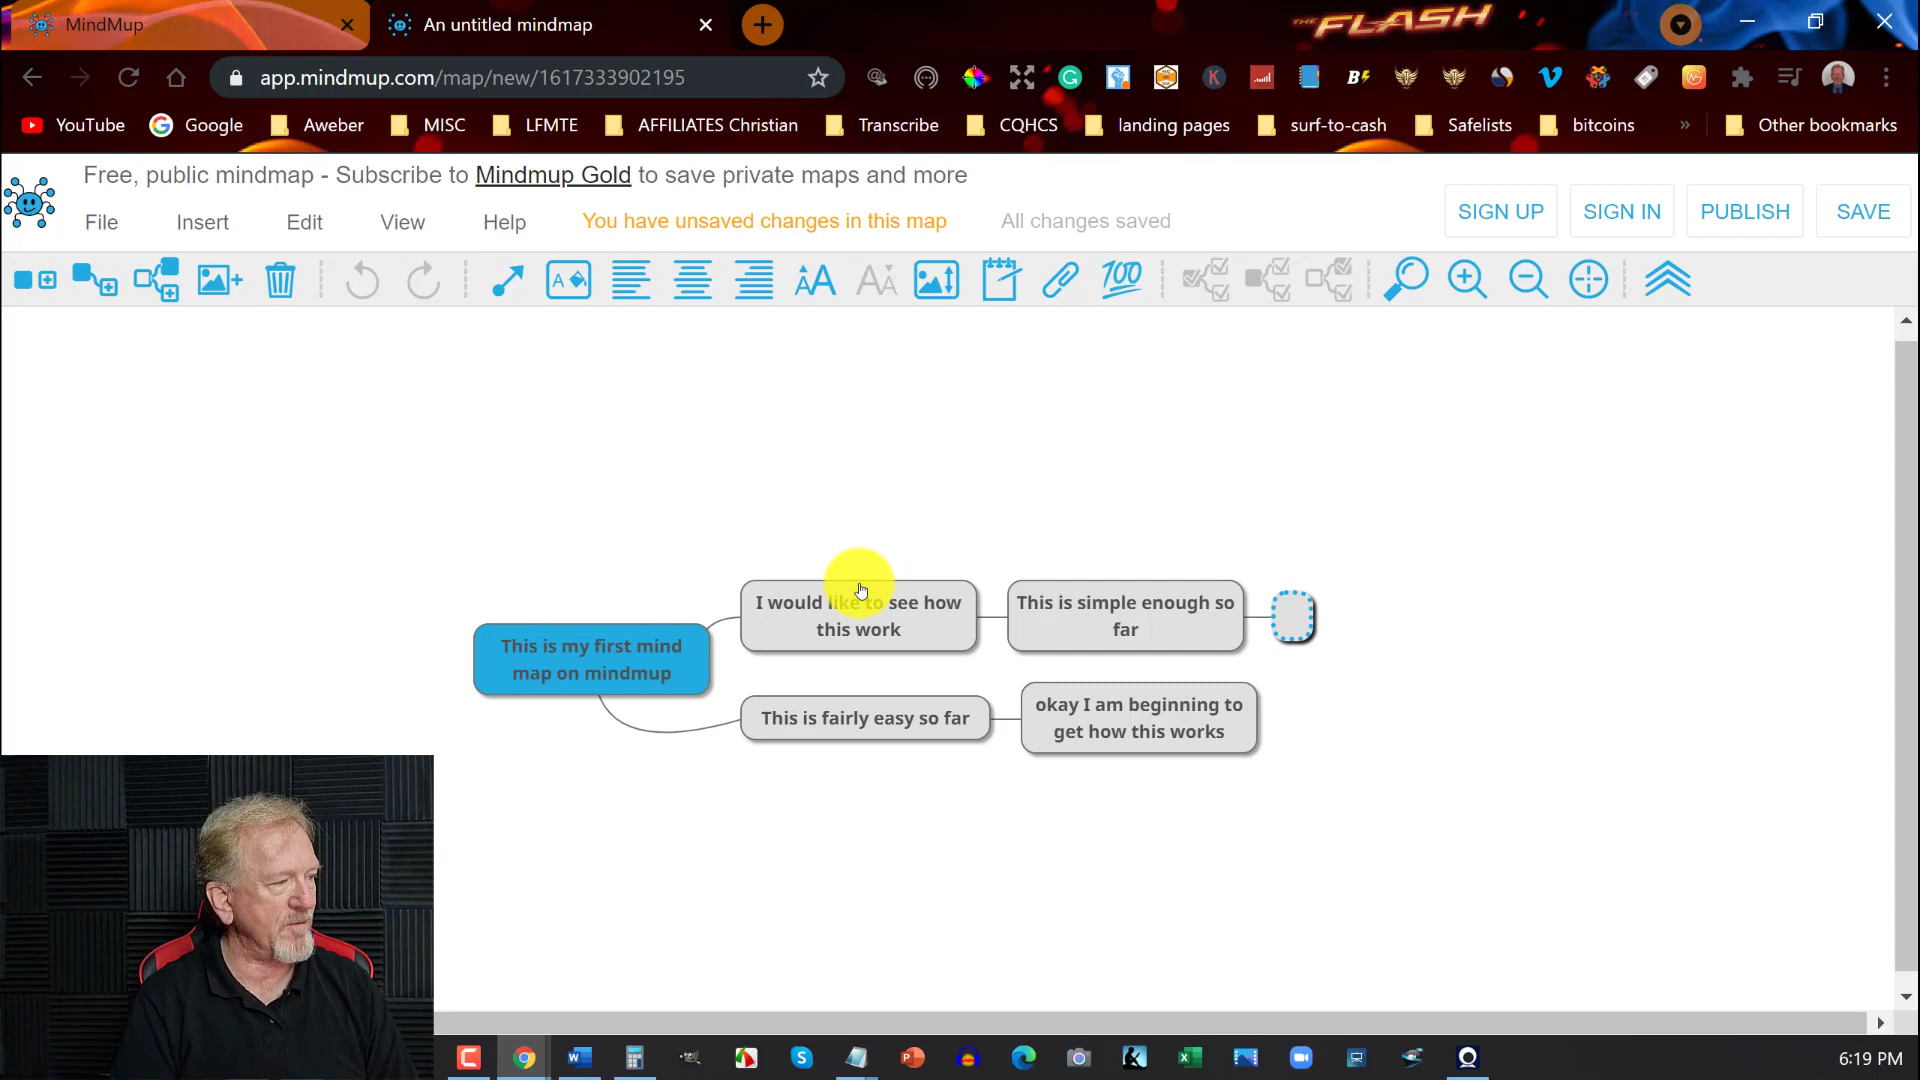 THE FLASH
MindMup
An untitled mindmap
app.mindmup.com/map/new/1617333902195
YouTube Google Aweber MISC LFMTE AFFILIATES Christian Transcribe CQHCS landing pages surf-to-cash Safelists bitcoins » Other bookmarks
Free, public mindmap - Subscribe to Mindmup Gold to save private maps and more
File Insert Edit View Help You have unsaved changes in this map All changes saved
SIGN UP SIGN IN PUBLISH SAVE
I would like to see how
this work
This is simple enough so
far
This is my first mind
map on mindmup
This is fairly easy so far
okay I am beginning to
get how this works
6:19 PM